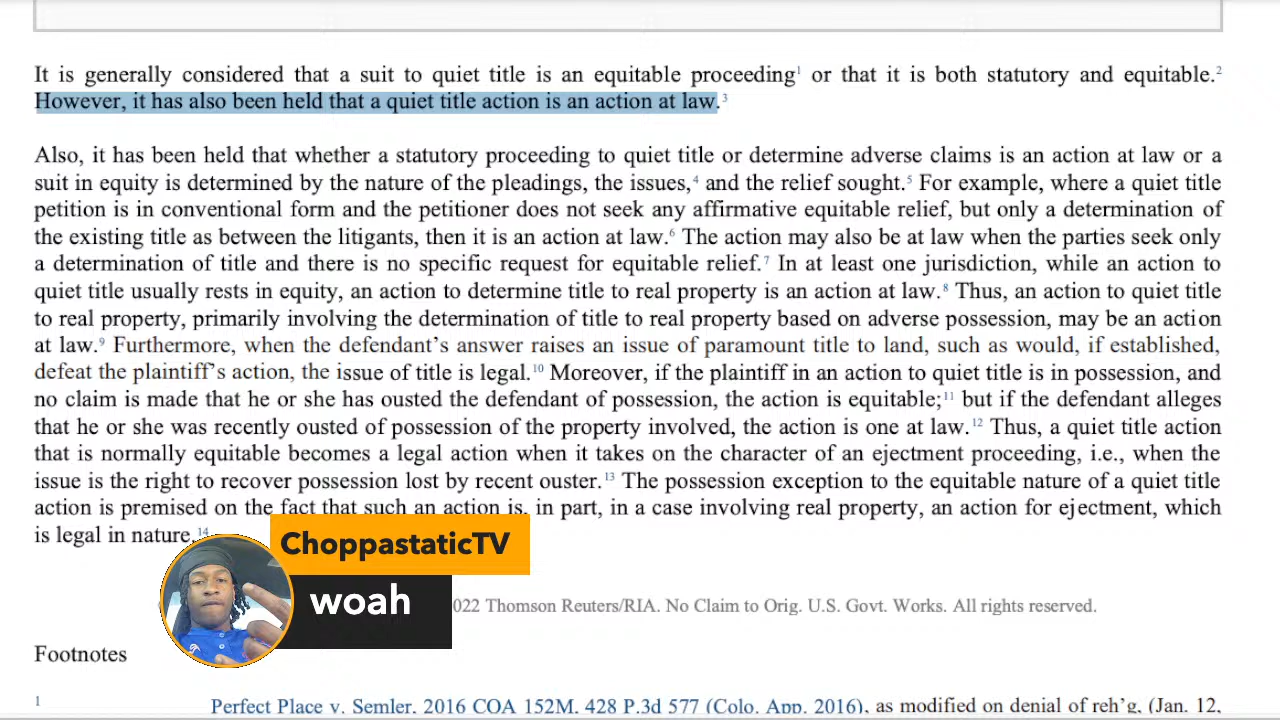 It is generally considered that a suit to quiet title is an equitable proceeding1 or that it is both statutory and equitable.2
However, it has also been held that a quiet title action is an action at law.3
Also, it has been held that whether a statutory proceeding to quiet title or determine adverse claims is an action at law or a
suit in equity is determined by the nature of the pleadings, the issues,4 and the relief sought.5 For example, where a quiet title
petition is in conventional form and the petitioner does not seek any affirmative equitable relief, but only a determination of
the existing title as between the litigants, then it is an action at law.6 The action may also be at law when the parties seek only
a determination of title and there is no specific request for equitable relief.7 In at least one jurisdiction, while an action to
quiet title usually rests in equity, an action to determine title to real property is an action at law.8 Thus, an action to quiet title
to real property, primarily involving the determination of title to real property based on adverse possession, may be an action
at law.9 Furthermore, when the defendant's answer raises an issue of paramount title to land, such as would, if established,
defeat the plaintiff's action, the issue of title is legal.10 Moreover, if the plaintiff in an action to quiet title is in possession, and
no claim is made that he or she has ousted the defendant of possession, the action is equitable;11 but if the defendant alleges
that he or she was recently ousted of possession of the property involved, the action is one at law.12 Thus, a quiet title action
that is normally equitable becomes a legal action when it takes on the character of an ejectment proceeding, i.e., when the
issue is the right to recover possession lost by recent ouster.13 The possession exception to the equitable nature of a quiet title
action is premised on the fact that such an action is, in part, in a case involving real property, an action for ejectment, which
is legal in nature.14
ChoppastaticTV
woah
022 Thomson Reuters/RIA. No Claim to Orig. U.S. Govt. Works. All rights reserved.
Footnotes
1 Perfect Place v. Semler, 2016 COA 152M, 428 P.3d 577 (Colo. App. 2016), as modified on denial of reh'g, (Jan. 12,